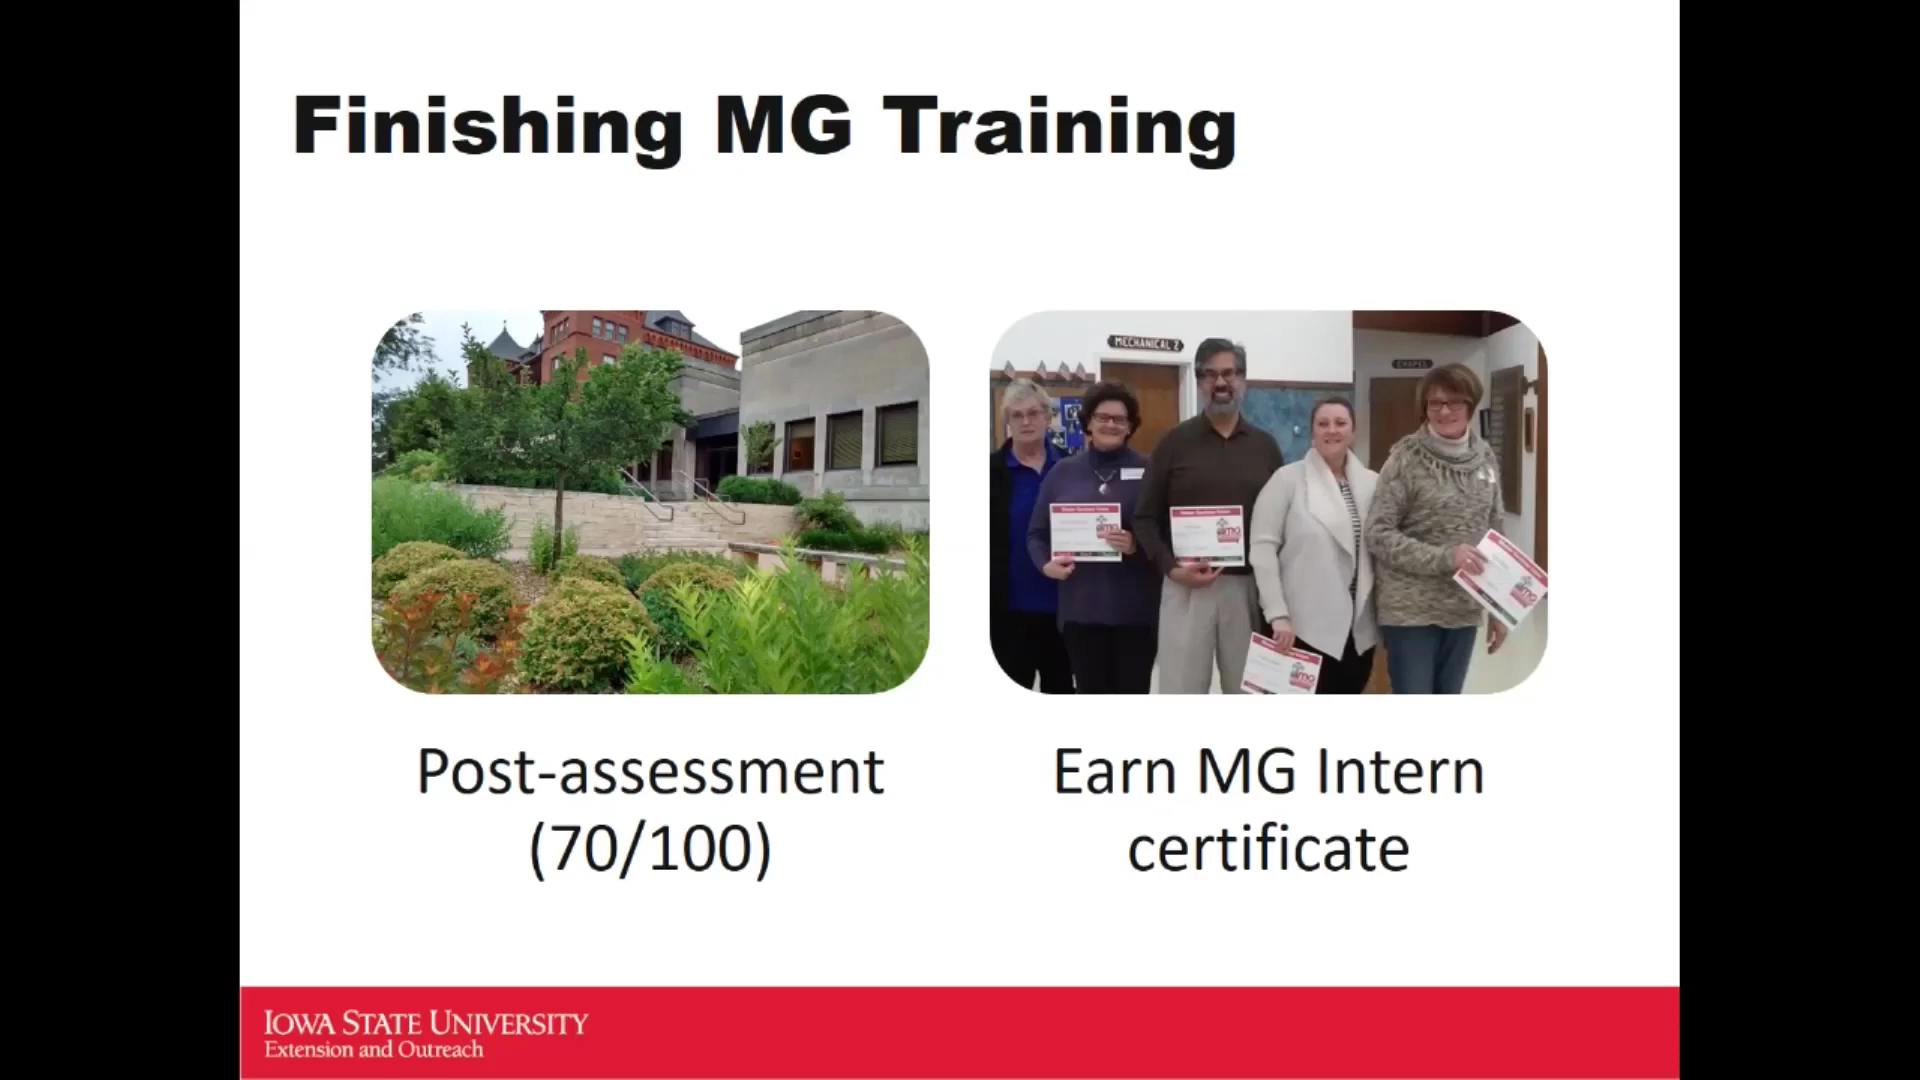 Finishing MG Training
MECHANICAL 2
CHAPEL
Post-assessment
(70/100)
Earn MG Intern
certificate
IOWA STATE UNIVERSITY
Extension and Outreach